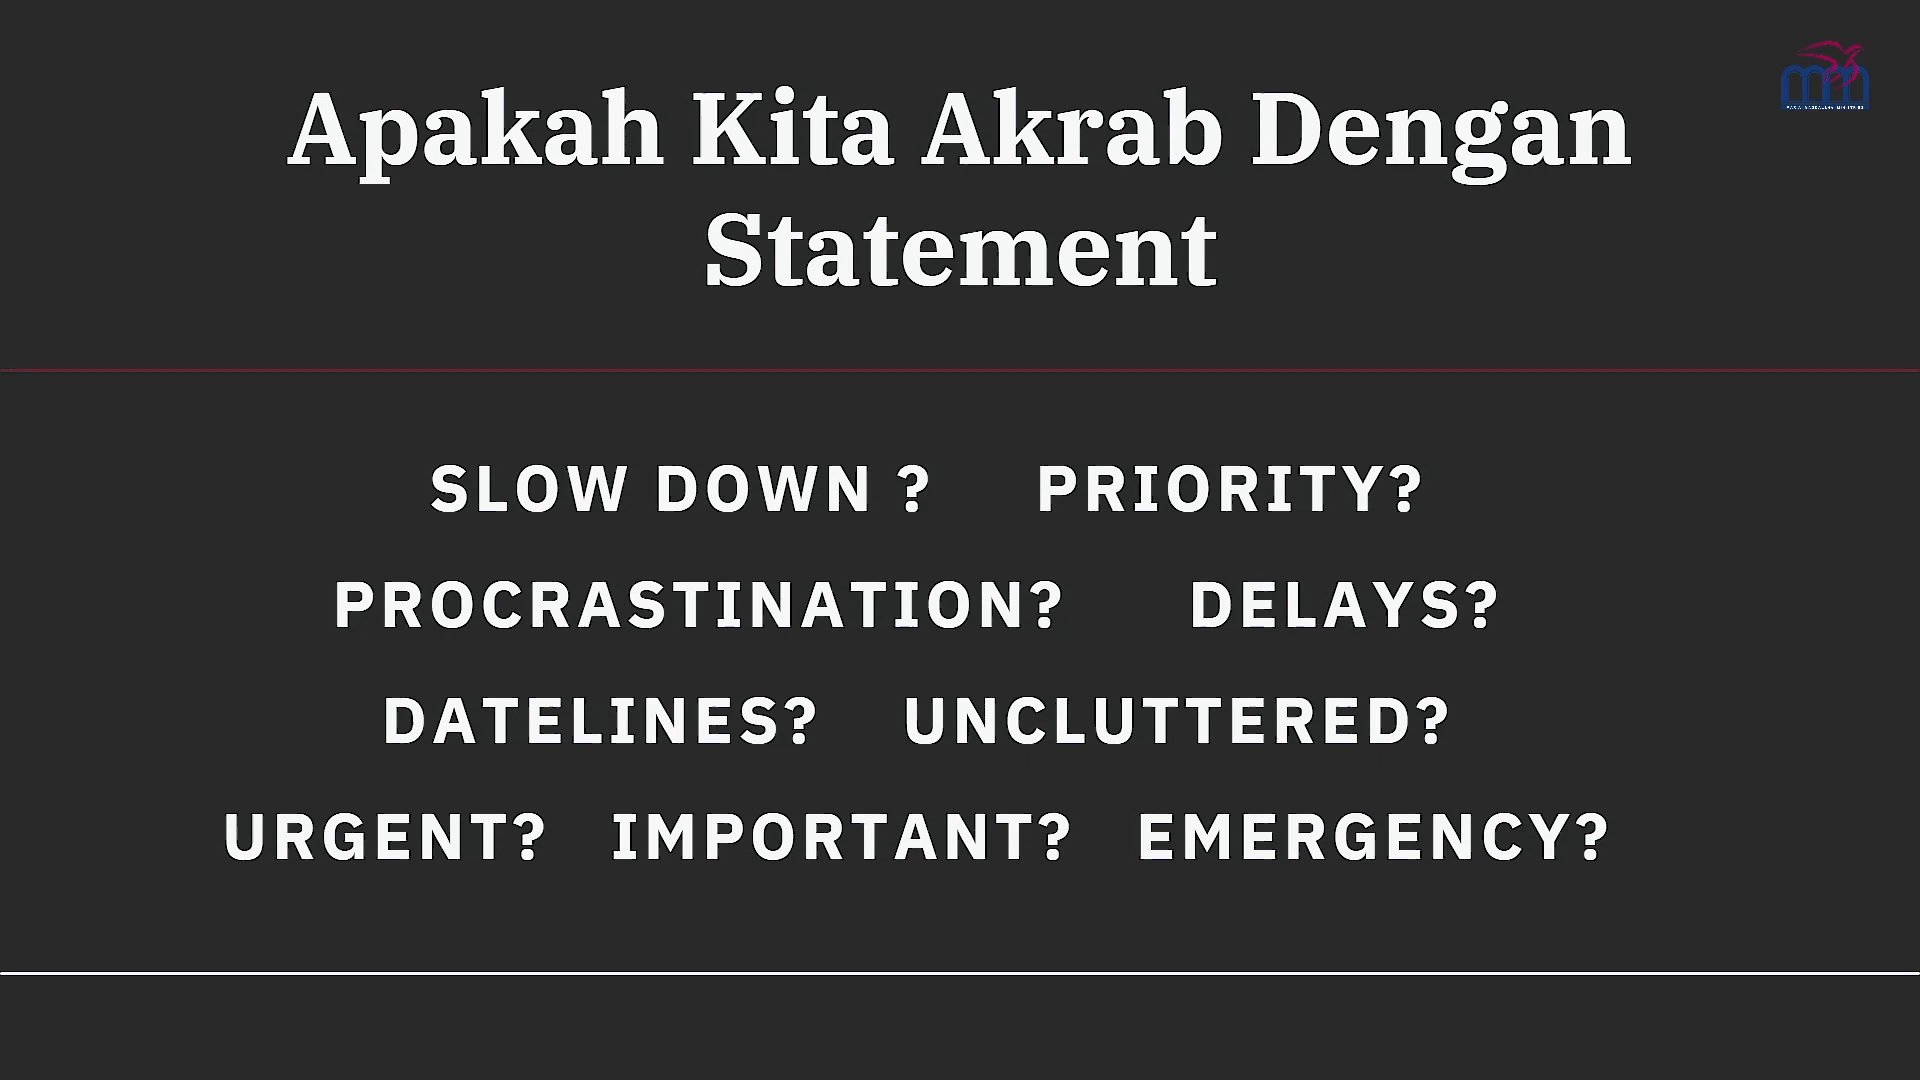 Apakah Kita Akrab Dengan
Statement
SLOW DOWN ? PRIORITY?
PROCRASTINATION? DELAYS?
DATELINES? UNCLUTTERED?
URGENT? IMPORTANT? EMERGENCY?